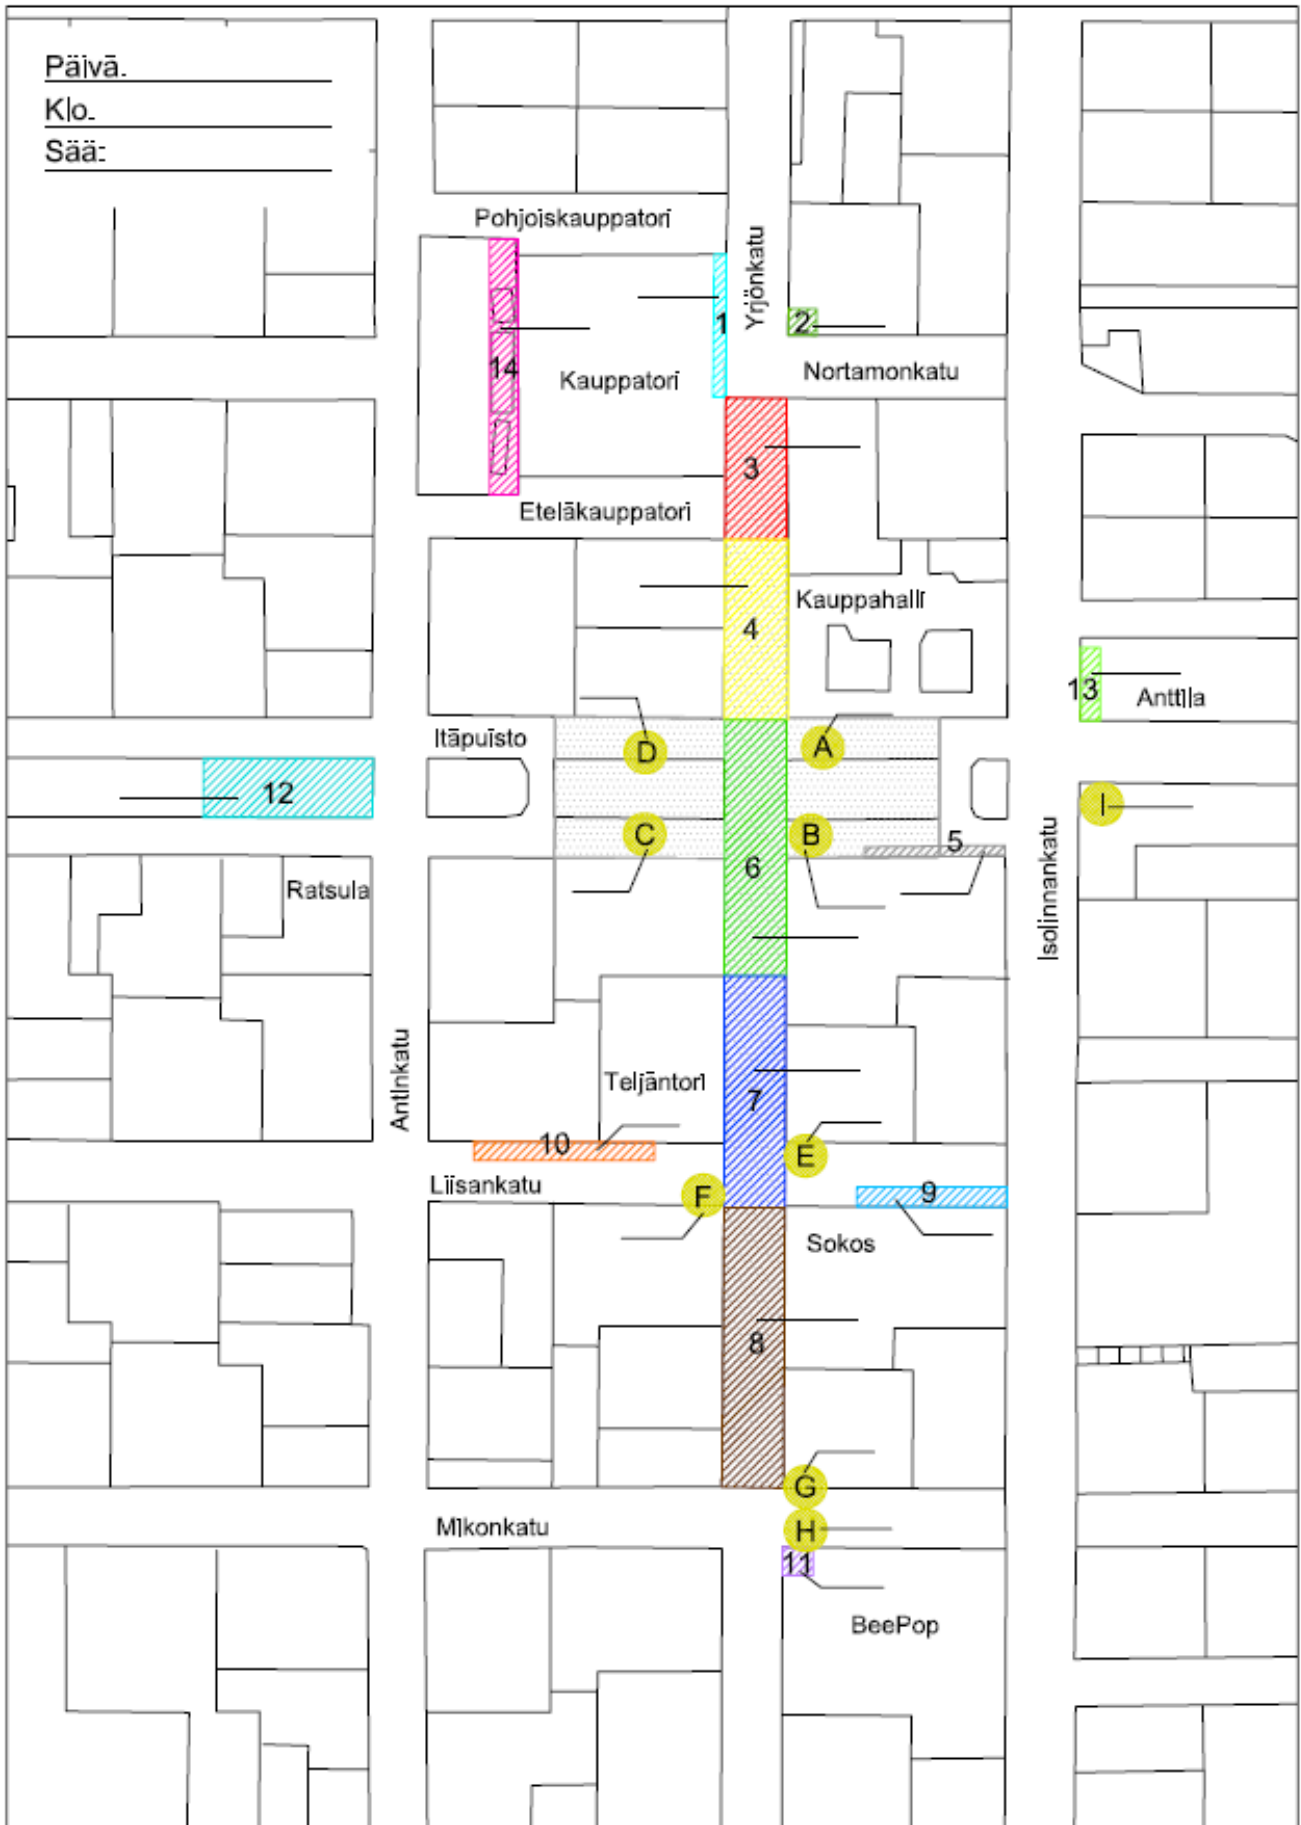 Päivä.
Klo.
Sää:
Pohjoiskauppatori
Yrjönkatu
1
2
14
Kauppatori
Nortamonkatu
3
Eteläkauppatori
Kauppahalli
4
13
Anttila
Itäpuisto
D
A
12
I
C
B
5
6
Ratsula
Isolinnankatu
Antinkatu
Teljäntori
7
10
E
Liisankatu
F
9
Sokos
8
G
Mikonkatu
H
11
BeePop